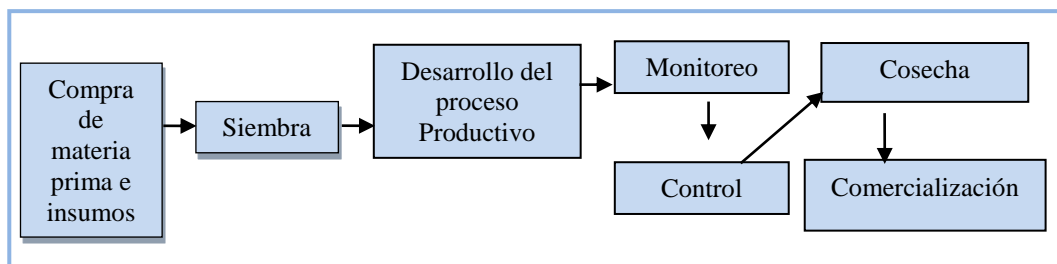 Compra
de
materia
prima e
insumos
Siembra
Desarrollo del
proceso
Productivo
Monitoreo
Control
Cosecha
Comercialización